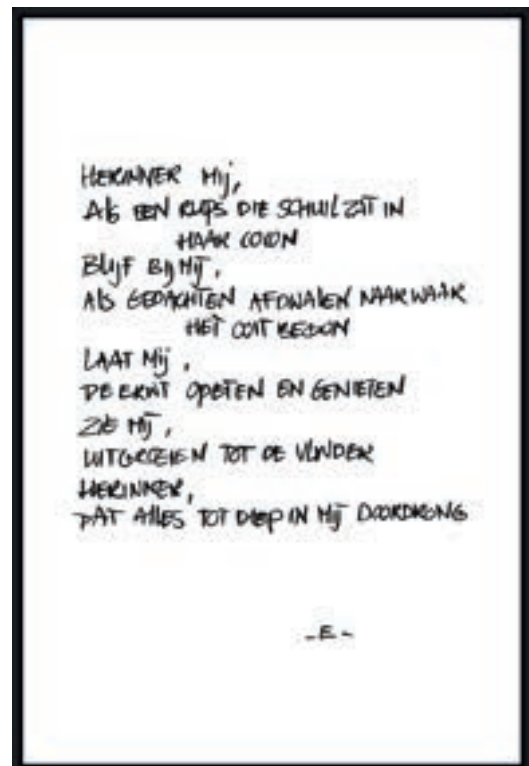 HERINNER MIJ,
ALS EEN RUPS DIE SCHUIL ZAT IN
HAAR COCON
BLIJF BIJ MIJ,
ALS GEDACHTEN AFDWALEN NAAR WAAR
HET OOIT BEGON
LAAT MIJ,
DE OPETEN EN GENIETEN
ZIE MIJ,
UITGROEIEN TOT DE VLINDER
HERINNER,
DAT ALLES TOT DIEP IN MIJ DOORDRONG
-E-